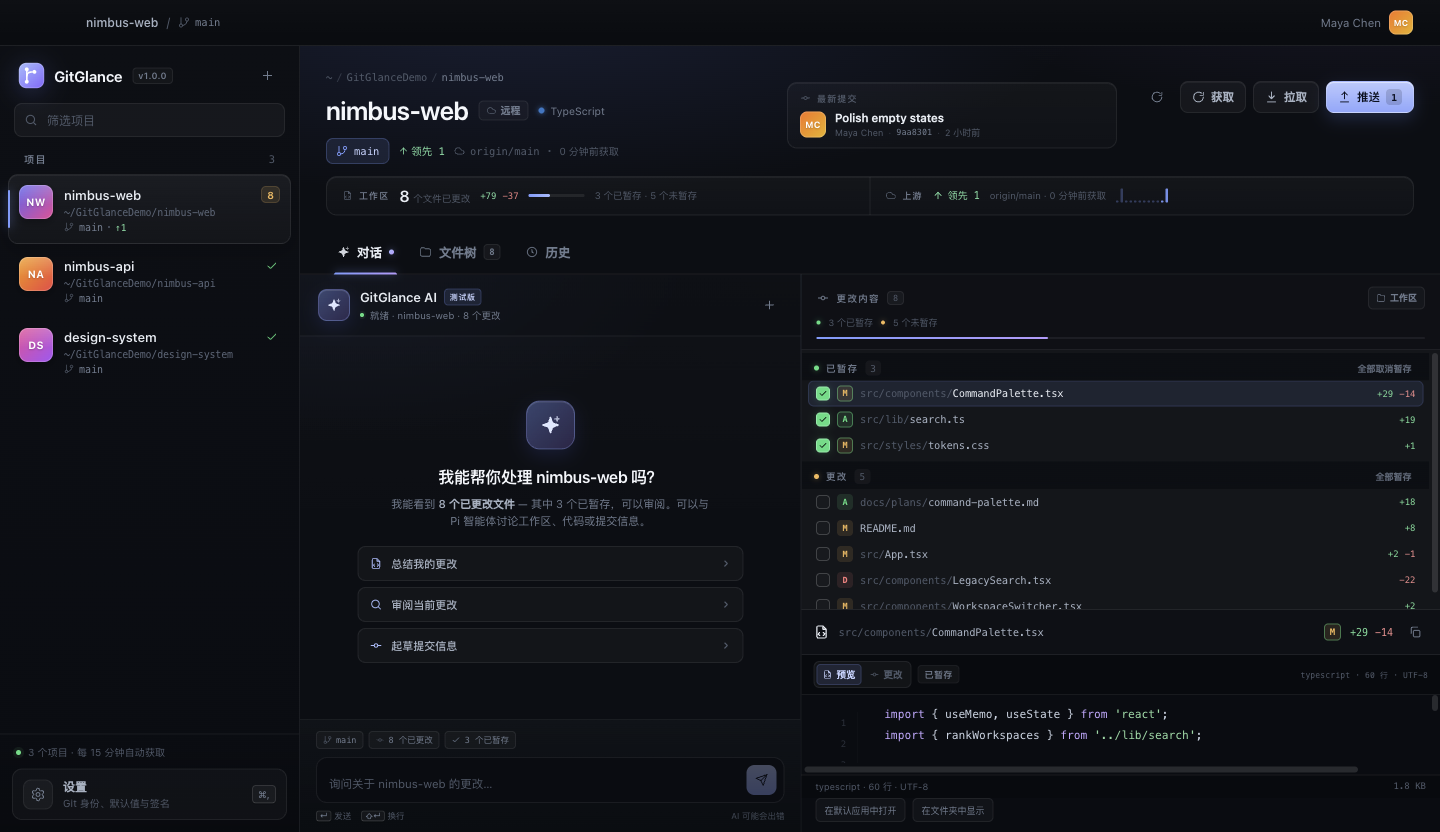 nimbus-web / main
Maya Chen MC
GitGlance v1.0.0
筛选项目
项目 3
NW nimbus-web 8
~/GitGlanceDemo/nimbus-web
main · ↑1
NA nimbus-api
~/GitGlanceDemo/nimbus-api
main
DS design-system
~/GitGlanceDemo/design-system
main
3 个项目 · 每 15 分钟自动获取
设置
Git 身份、默认值与签名
⌘,
~ / GitGlanceDemo / nimbus-web
nimbus-web 远程 TypeScript
main ↑ 领先 1 origin/main · 0 分钟前获取
最新提交
MC Polish empty states
Maya Chen · 9aa8301 · 2 小时前
获取 拉取 推送 1
工作区 8 个文件已更改 +79 −37 3 个已暂存 · 5 个未暂存
上游 ↑ 领先 1 origin/main · 0 分钟前获取
对话 文件树 8 历史
GitGlance AI 测试版
就绪 · nimbus-web · 8 个更改
我能帮你处理 nimbus-web 吗?
我能看到 8 个已更改文件 — 其中 3 个已暂存，可以审阅。可以与
Pi 智能体讨论工作区、代码或提交信息。
总结我的更改
审阅当前更改
起草提交信息
main 8 个已更改 3 个已暂存
询问关于 nimbus-web 的更改…
发送 换行
AI 可能会出错
更改内容 8 工作区
3 个已暂存 5 个未暂存
已暂存 3 全部取消暂存
M src/components/CommandPalette.tsx +29 −14
A src/lib/search.ts +19
M src/styles/tokens.css +1
更改 5 全部暂存
A docs/plans/command-palette.md +18
M README.md +8
M src/App.tsx +2 −1
D src/components/LegacySearch.tsx −22
M src/components/WorkspaceSwitcher.tsx +2
src/components/CommandPalette.tsx M +29 −14
预览 更改 已暂存 typescript · 60 行 · UTF-8
1 import { useMemo, useState } from 'react';
2 import { rankWorkspaces } from '../lib/search';
typescript · 60 行 · UTF-8 1.8 KB
在默认应用中打开 在文件夹中显示